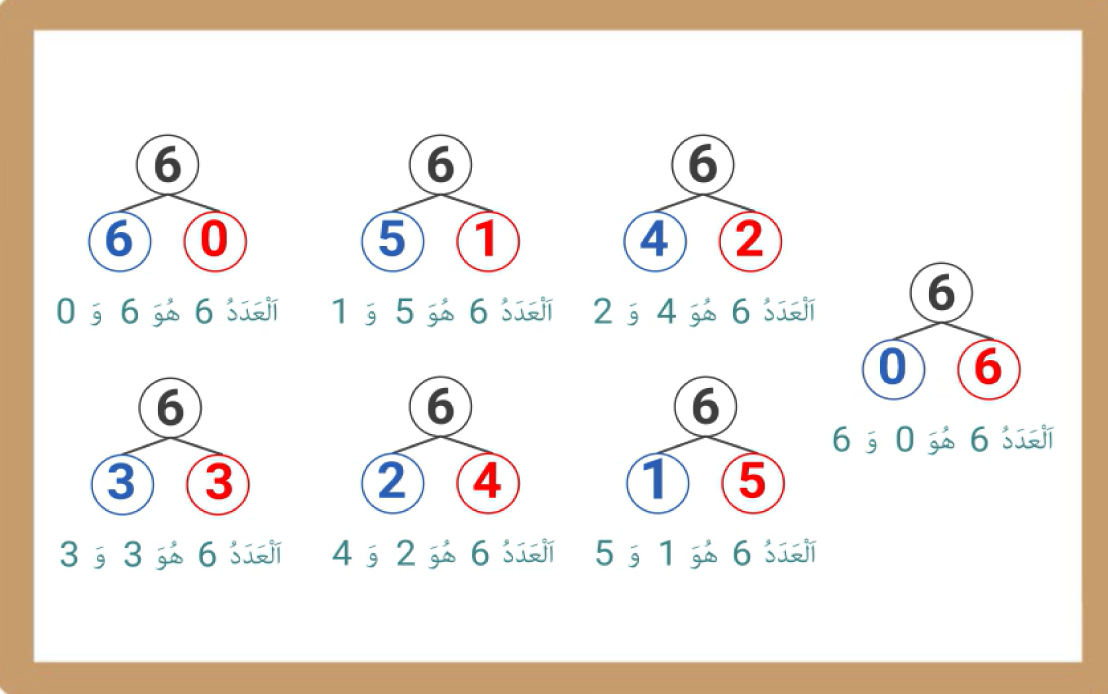 6
6 0
اَلْعَدَدُ 6 هُوَ 6 وَ 0
6
5 1
اَلْعَدَدُ 6 هُوَ 5 وَ 1
6
4 2
اَلْعَدَدُ 6 هُوَ 4 وَ 2
6
3 3
اَلْعَدَدُ 6 هُوَ 3 وَ 3
6
2 4
اَلْعَدَدُ 6 هُوَ 2 وَ 4
6
1 5
اَلْعَدَدُ 6 هُوَ 1 وَ 5
6
0 6
اَلْعَدَدُ 6 هُوَ 0 وَ 6